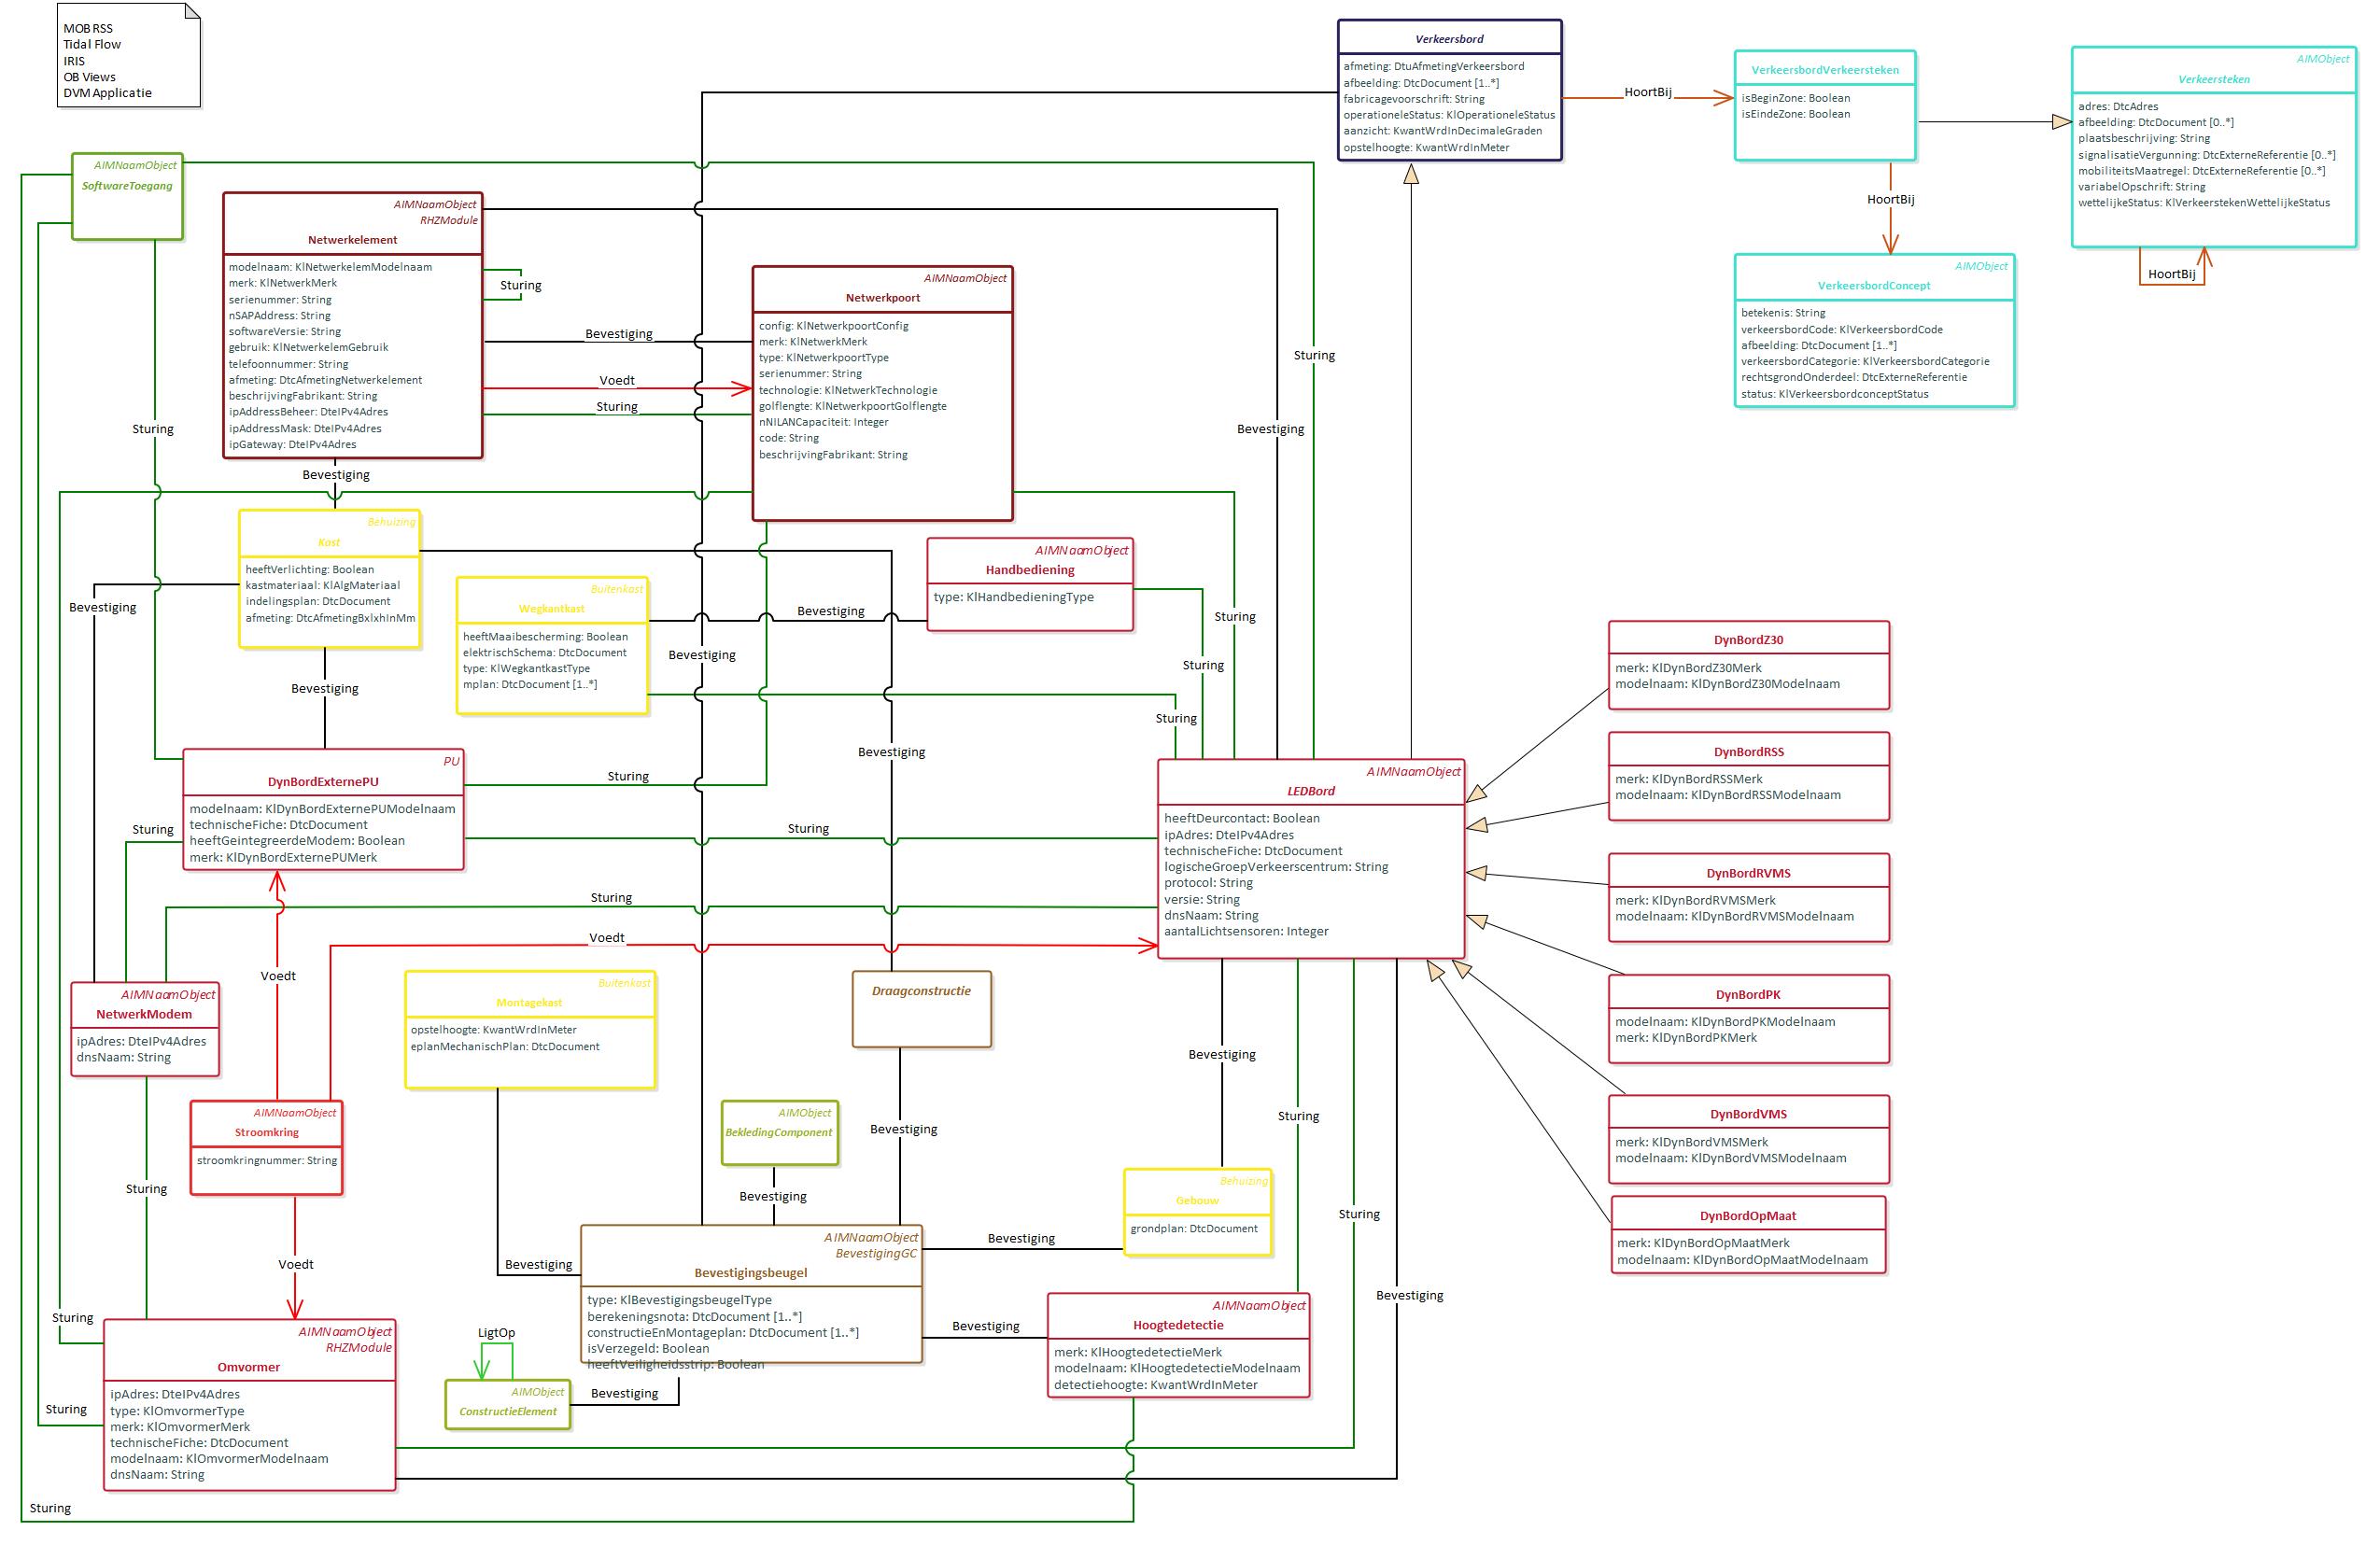 MOB RSS
Tidal Flow
IRIS
OB Views
DVM Applicatie
Verkeersbord
afmeting: DtuAfmetingVerkeersbord
afbeelding: DtcDocument [1..*]
fabricagevoorschrift: String
operationeleStatus: KlOperationeleStatus
aanzicht: KwantWrdInDecimaleGraden
opstelhoogte: KwantWrdInMeter
HoortBij
VerkeersbordVerkeersteken
isBeginZone: Boolean
isEindeZone: Boolean
AIMObject
Verkeersteken
adres: DtcAdres
afbeelding: DtcDocument [0..*]
plaatsbeschrijving: String
signalisatieVergunning: DtcExterneReferentie [0..*]
mobiliteitsMaatregel: DtcExterneReferentie [0..*]
variabelOpschrift: String
wettelijkeStatus: KlVerkeerstekenWettelijkeStatus
HoortBij
HoortBij
AIMObject
VerkeersbordConcept
betekenis: String
verkeersbordCode: KlVerkeersbordCode
afbeelding: DtcDocument [1..*]
verkeersbordCategorie: KlVerkeersbordCategorie
rechtsgrondOnderdeel: DtcExterneReferentie
status: KlVerkeersbordconceptStatus
AIMNaamObject
SoftwareToegang
AIMNaamObject
RHZModule
Netwerkelement
modelnaam: KlNetwerkelemModelnaam
merk: KlNetwerkMerk
serienummer: String
nSAPAddress: String
softwareVersie: String
gebruik: KlNetwerkelemGebruik
telefoonnummer: String
afmeting: DtcAfmetingNetwerkelement
beschrijvingFabrikant: String
ipAddressBeheer: DteIPv4Adres
ipAddressMask: DteIPv4Adres
ipGateway: DteIPv4Adres
Sturing
Bevestiging
Voedt
Sturing
AIMNaamObject
Netwerkpoort
config: KlNetwerkpoortConfig
merk: KlNetwerkMerk
type: KlNetwerkpoortType
serienummer: String
technologie: KlNetwerkTechnologie
golflengte: KlNetwerkpoortGolflengte
nNILANCapaciteit: Integer
code: String
beschrijvingFabrikant: String
Sturing
Bevestiging
Sturing
Bevestiging
Behuizing
Kast
heeftVerlichting: Boolean
kastmateriaal: KlAlgMateriaal
indelingsplan: DtcDocument
afmeting: DtcAfmetingBxlxhInMm
Bevestiging
Buitenkast
Wegkantkast
heeftMaaibescherming: Boolean
elektrischSchema: DtcDocument
type: KlWegkantkastType
mplan: DtcDocument [1..*]
Bevestiging
AIMNaamObject
Handbediening
type: KlHandbedieningType
Sturing
Bevestiging
Sturing
Bevestiging
Sturing
Bevestiging
PU
DynBordExternePU
modelnaam: KlDynBordExternePUModelnaam
technischeFiche: DtcDocument
heeftGeintegreerdeModem: Boolean
merk: KlDynBordExternePUMerk
Sturing
Sturing
Sturing
Sturing
Voedt
AIMNaamObject
LEDBord
heeftDeurcontact: Boolean
ipAdres: DteIPv4Adres
technischeFiche: DtcDocument
logischeGroepVerkeerscentrum: String
protocol: String
versie: String
dnsNaam: String
aantalLichtsensoren: Integer
DynBordZ30
merk: KlDynBordZ30Merk
modelnaam: KlDynBordZ30Modelnaam
DynBordRSS
merk: KlDynBordRSSMerk
modelnaam: KlDynBordRSSModelnaam
DynBordRVMS
merk: KlDynBordRVMSMerk
modelnaam: KlDynBordRVMSModelnaam
DynBordPK
modelnaam: KlDynBordPKModelnaam
merk: KlDynBordPKMerk
DynBordVMS
merk: KlDynBordVMSMerk
modelnaam: KlDynBordVMSModelnaam
DynBordOpMaat
merk: KlDynBordOpMaatMerk
modelnaam: KlDynBordOpMaatModelnaam
Voedt
AIMNaamObject
NetwerkModem
ipAdres: DteIPv4Adres
dnsNaam: String
Buitenkast
Montagekast
opstelhoogte: KwantWrdInMeter
eplanMechanischPlan: DtcDocument
Draagconstructie
Bevestiging
Sturing
AIMNaamObject
Stroomkring
stroomkringnummer: String
AIMObject
BekledingComponent
Bevestiging
Bevestiging
Sturing
Behuizing
Gebouw
grondplan: DtcDocument
Sturing
Voedt
Bevestiging
Bevestiging
AIMNaamObject
BevestigingGC
Bevestigingsbeugel
type: KlBevestigingsbeugelType
berekeningsnota: DtcDocument [1..*]
constructieEnMontageplan: DtcDocument [1..*]
isVerzegeld: Boolean
heeftVeiligheidsstrip: Boolean
Bevestiging
Bevestiging
AIMNaamObject
Hoogtedetectie
merk: KlHoogtedetectieMerk
modelnaam: KlHoogtedetectieModelnaam
detectiehoogte: KwantWrdInMeter
Sturing
LigtOp
AIMObject
ConstructieElement
Bevestiging
AIMNaamObject
RHZModule
Omvormer
ipAdres: DteIPv4Adres
type: KlOmvormerType
merk: KlOmvormerMerk
technischeFiche: DtcDocument
modelnaam: KlOmvormerModelnaam
dnsNaam: String
Sturing
Sturing